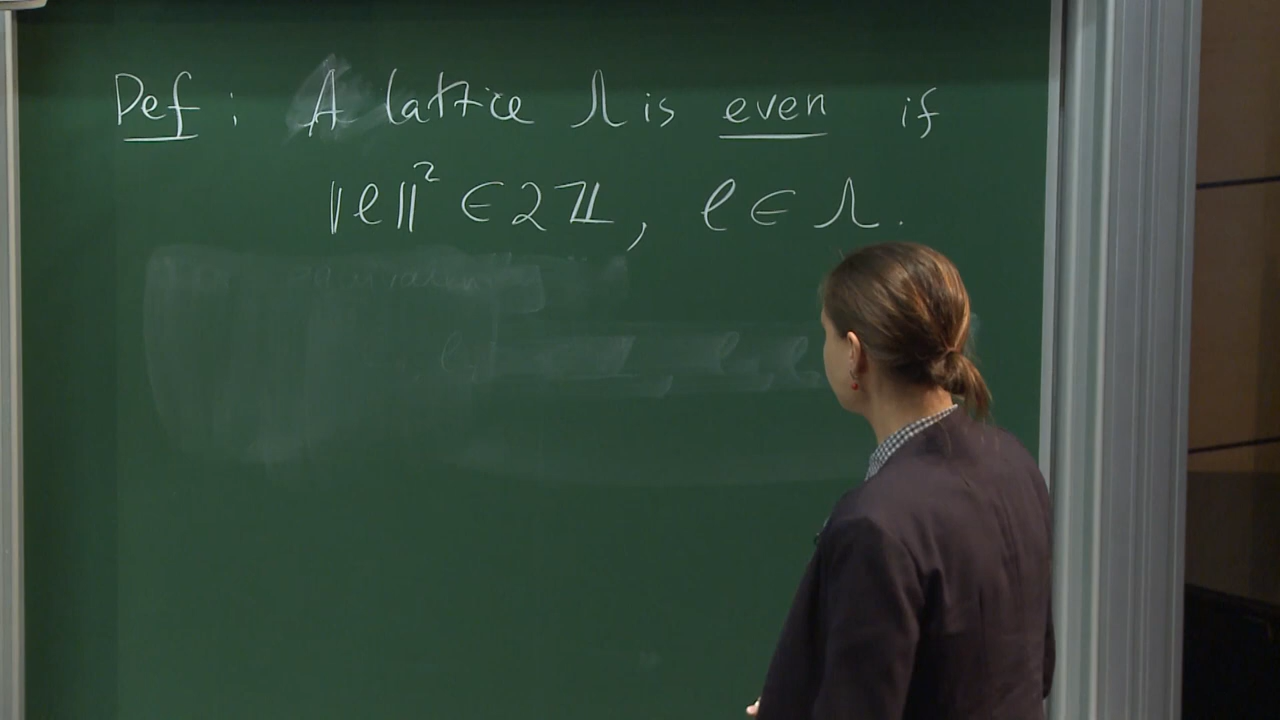 Def : A lattice Λ is even if
‖ℓ‖² ∈ 2ℤ, ℓ ∈ Λ.